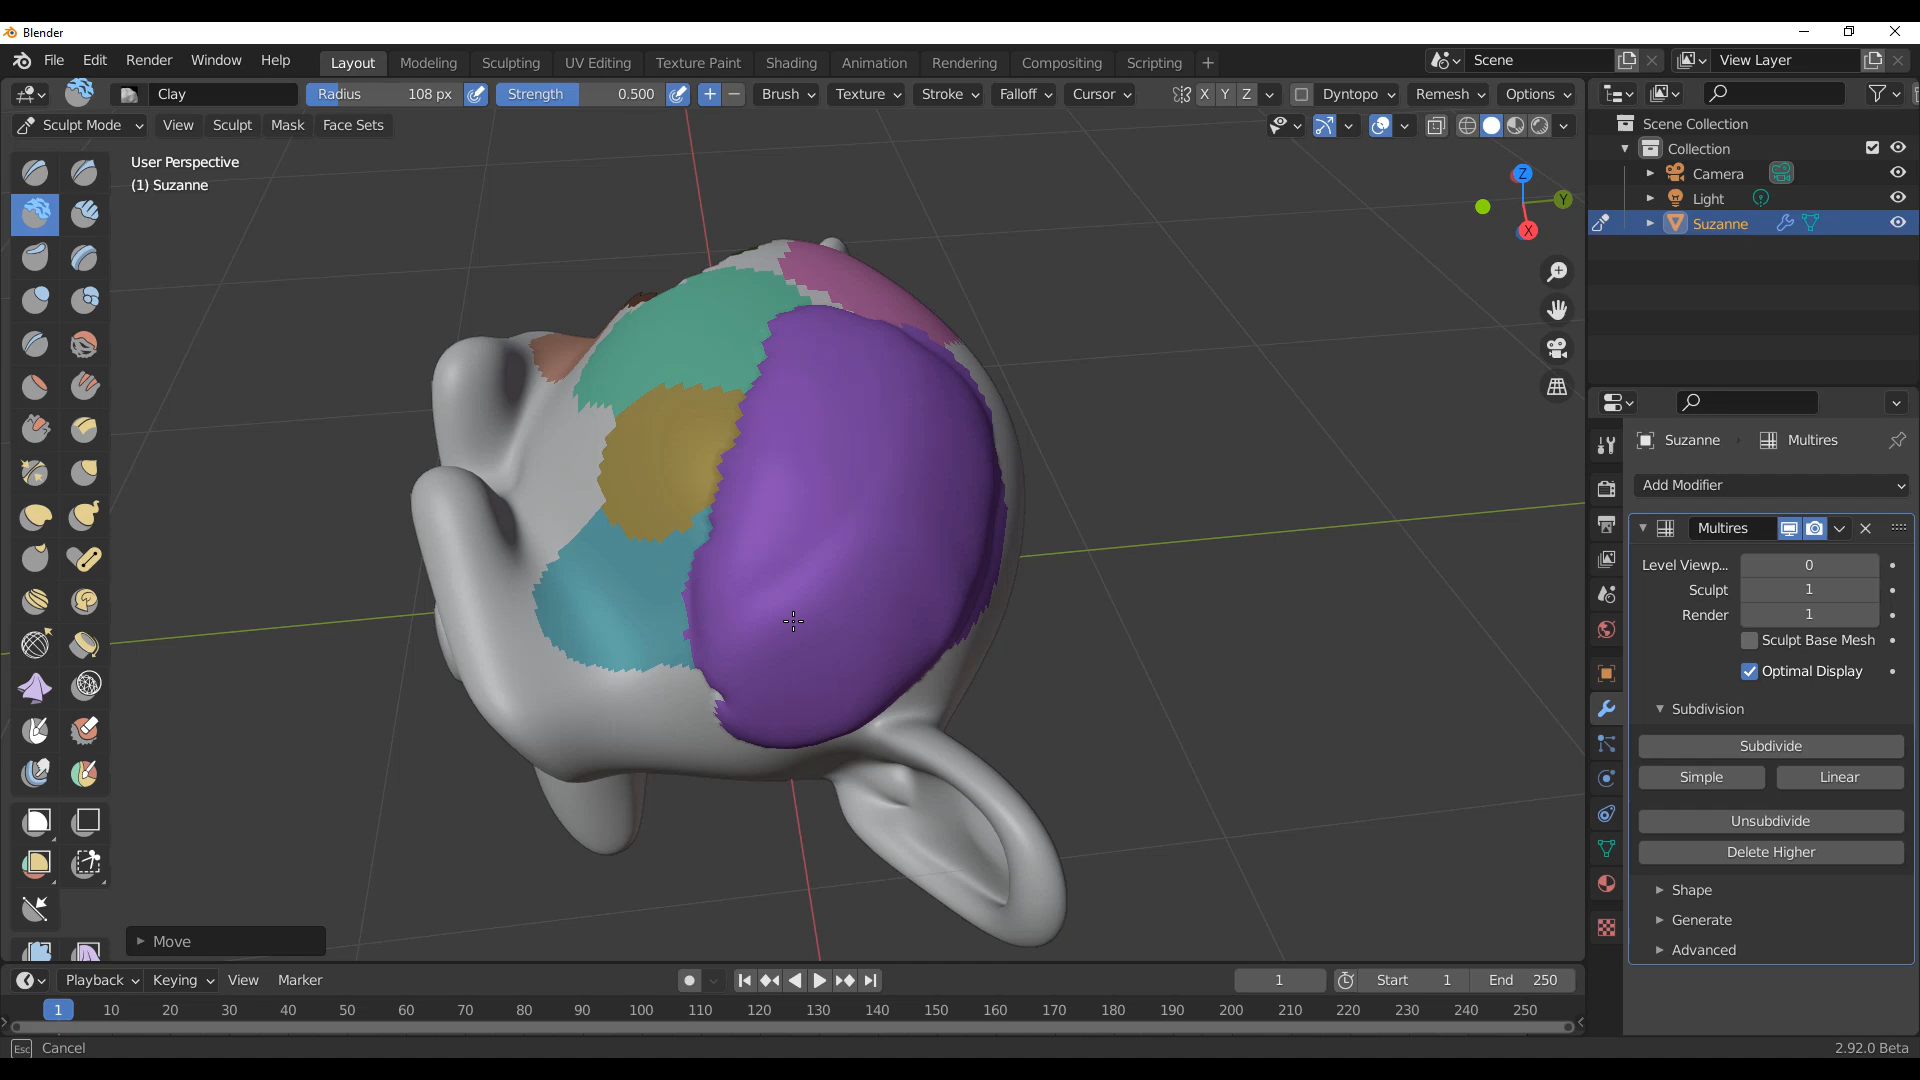 Blender
File Edit Render Window Help Layout Modeling Sculpting UV Editing Texture Paint Shading Animation Rendering Compositing Scripting + Scene View Layer
Clay Radius 108 px Strength 0.500 Brush Texture Stroke Falloff Cursor X Y Z Dyntopo Remesh Options
Sculpt Mode View Sculpt Mask Face Sets
Scene Collection
Collection
Camera
Light
Suzanne
User Perspective
(1) Suzanne
Z
Y
X
Suzanne Multires
Add Modifier
Multires
Level Viewp... 0
Sculpt 1
Render 1
Sculpt Base Mesh
Optimal Display
Subdivision
Subdivide
Simple Linear
Unsubdivide
Delete Higher
Shape
Generate
Advanced
Move
Playback Keying View Marker 1 Start 1 End 250
1 10 20 30 40 50 60 70 80 90 100 110 120 130 140 150 160 170 180 190 200 210 220 230 240 250
Esc Cancel 2.92.0 Beta